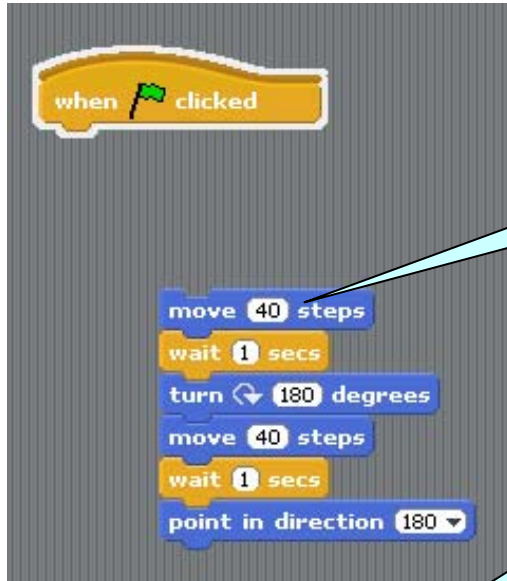 when clicked
move 40 steps
wait 1 secs
turn 180 degrees
move 40 steps
wait 1 secs
point in direction 180